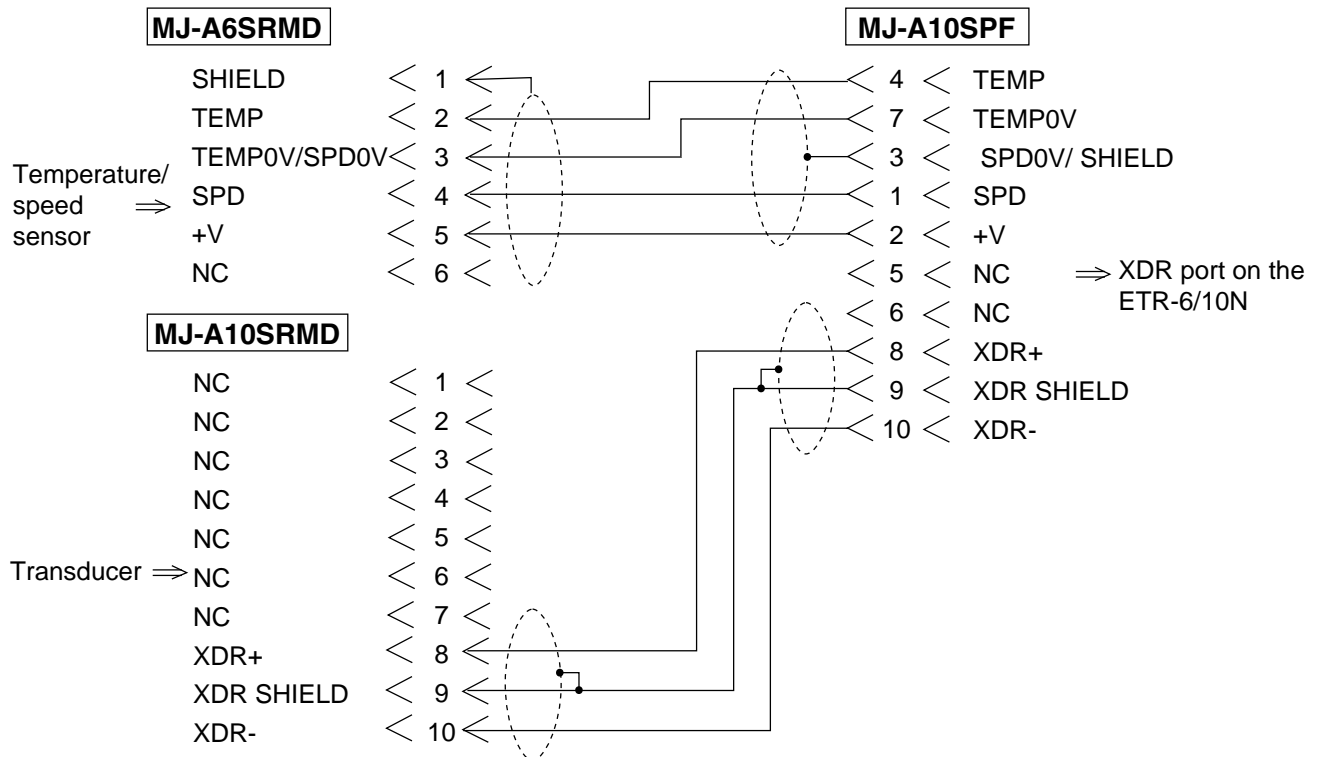 MJ-A6SRMD
SHIELD 1
TEMP 2
TEMP0V/SPD0V 3
SPD 4
+V 5
NC 6
Temperature/
speed
sensor
MJ-A10SRMD
NC 1
NC 2
NC 3
NC 4
NC 5
NC 6
NC 7
XDR+ 8
XDR SHIELD 9
XDR- 10
Transducer
MJ-A10SPF
4 TEMP
7 TEMP0V
3 SPD0V/ SHIELD
1 SPD
2 +V
5 NC
6 NC
8 XDR+
9 XDR SHIELD
10 XDR-
XDR port on the
ETR-6/10N